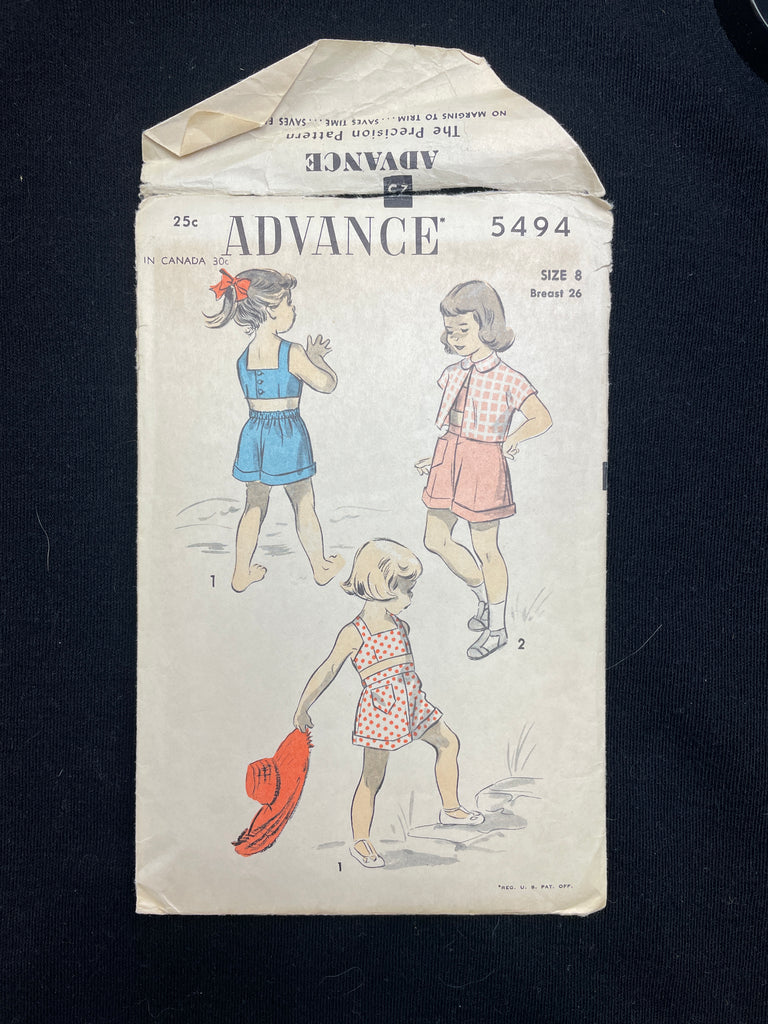 NO MARGINS TO TRIM... SAVES TIME... SAVES
The Precision Pattern
ADVANCE
25
25c
ADVANCE*
5494
IN CANADA 30c
SIZE 8
Breast 26
1
2
1
*REG. U. S. PAT. OFF.